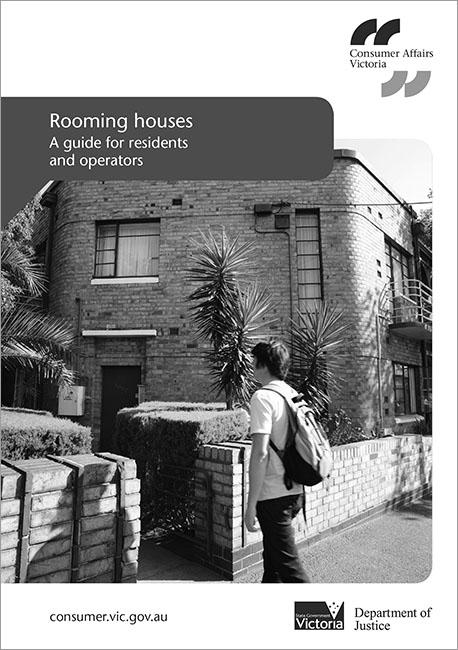 Consumer Affairs
Victoria
Rooming houses
A guide for residents
and operators
consumer.vic.gov.au
State Government
Victoria
Department of
Justice